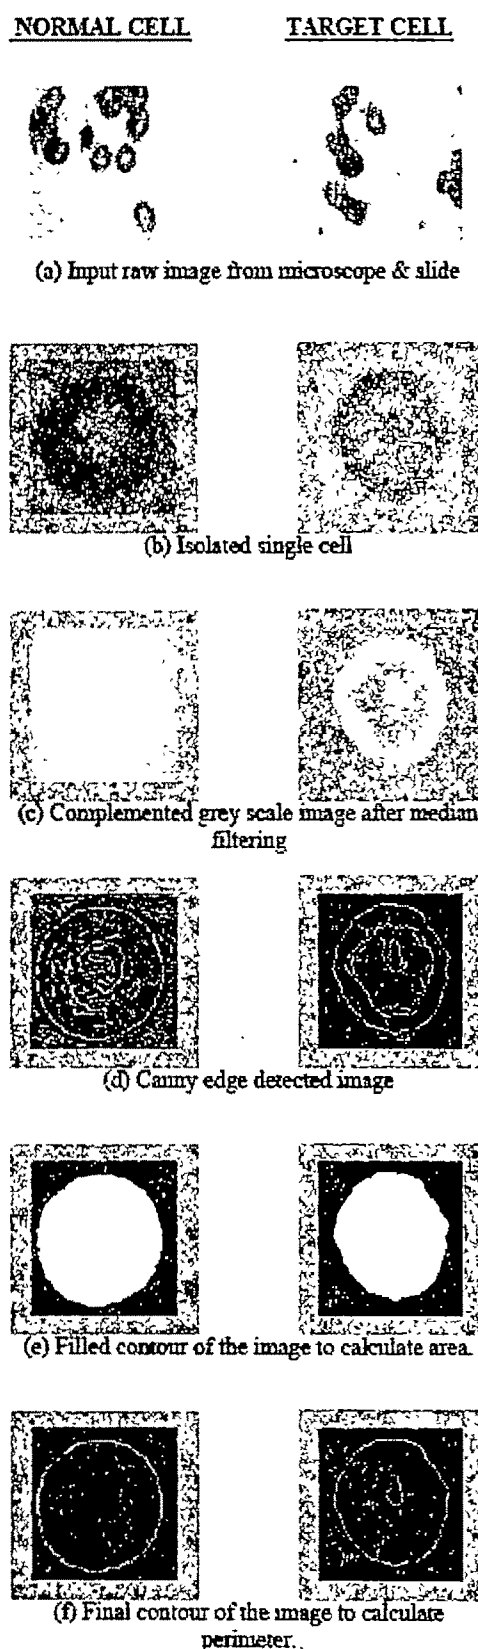 NORMAL CELL TARGET CELL
(a) Input raw image from microscope & slide
(b) Isolated single cell
(c) Complemented grey scale image after median
filtering
(d) Canny edge detected image
(e) Filled contour of the image to calculate area.
(f) Final contour of the image to calculate
perimeter..